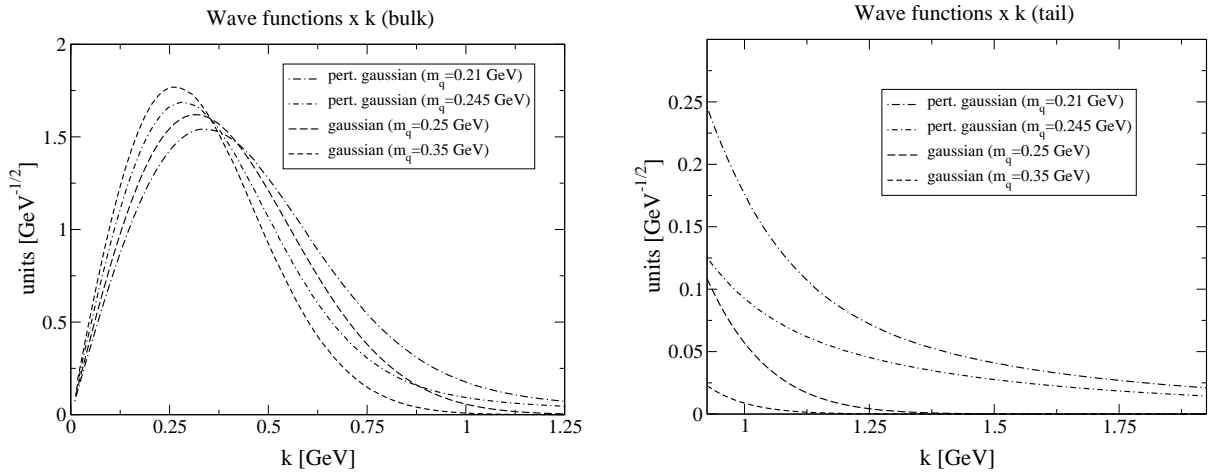 Wave functions x k (bulk)
2
1.5
1
0.5
0
units [GeV^-1/2]
pert. gaussian (m_q=0.21 GeV)
pert. gaussian (m_q=0.245 GeV)
gaussian (m_q=0.25 GeV)
gaussian (m_q=0.35 GeV)
0 0.25 0.5 0.75 1 1.25
k [GeV]
Wave functions x k (tail)
0.25
0.2
0.15
0.1
0.05
0
units [GeV^-1/2]
pert. gaussian (m_q=0.21 GeV)
pert. gaussian (m_q=0.245 GeV)
gaussian (m_q=0.25 GeV)
gaussian (m_q=0.35 GeV)
1 1.25 1.5 1.75
k [GeV]